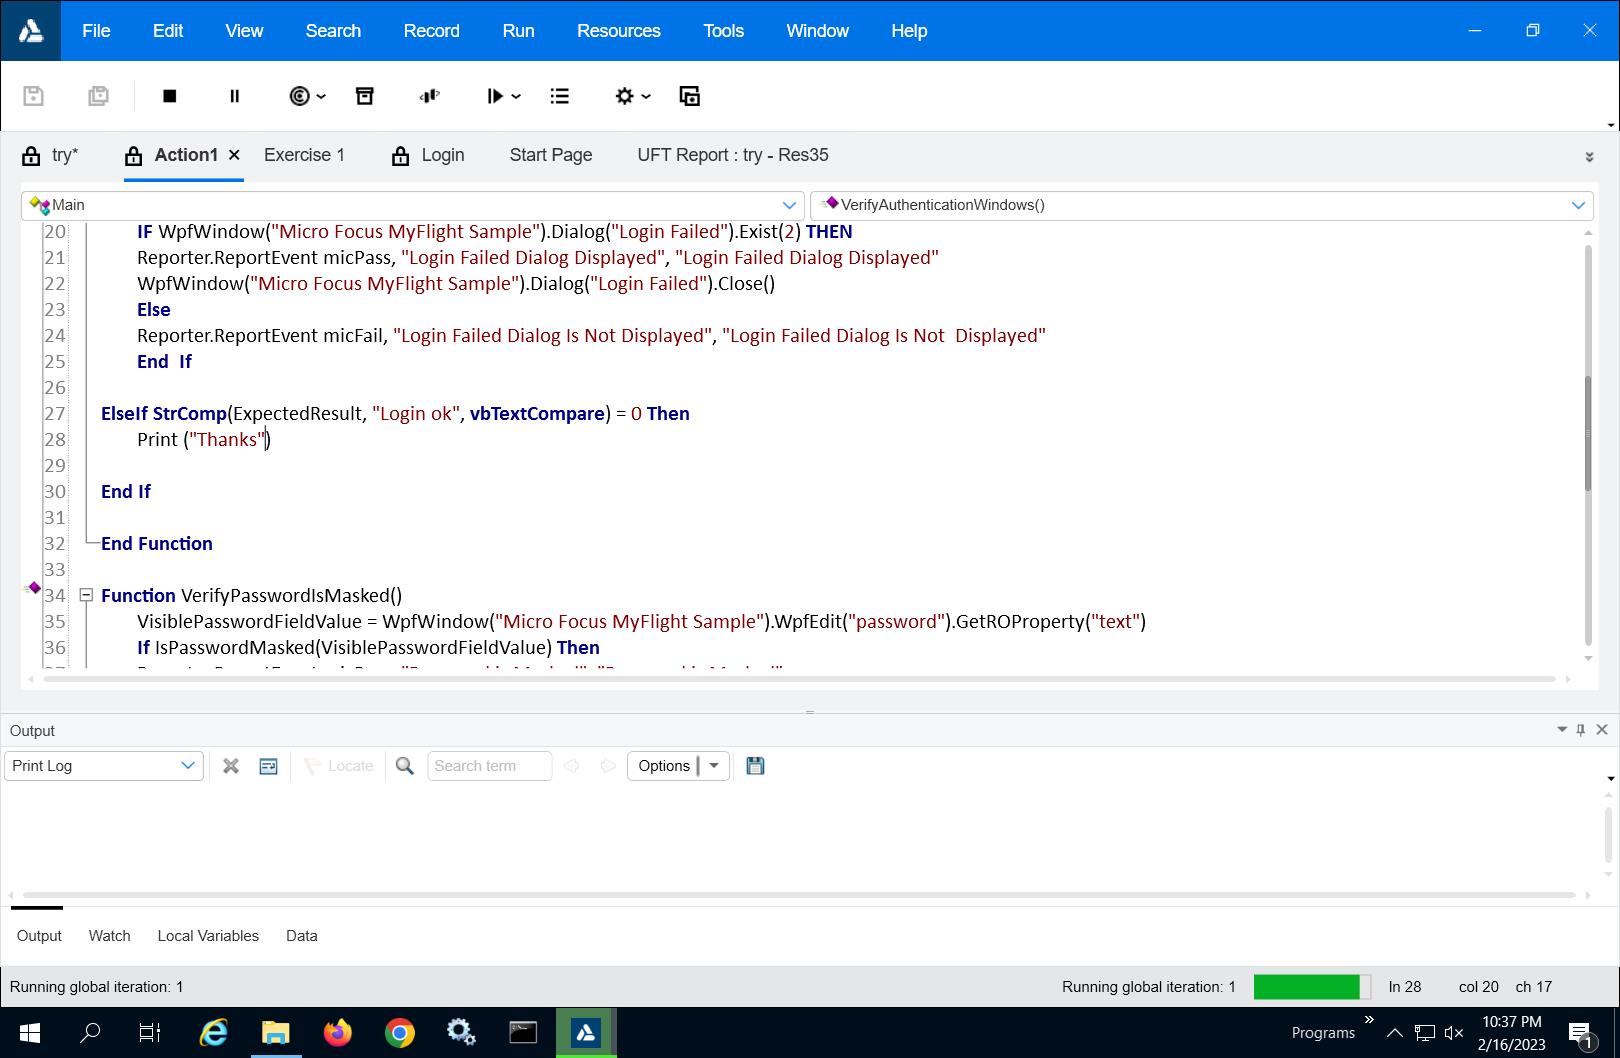 File Edit View Search Record Run Resources Tools Window Help
try* Action1 Exercise 1 Login Start Page UFT Report : try - Res35
Main VerifyAuthenticationWindows()
20 IF WpfWindow("Micro Focus MyFlight Sample").Dialog("Login Failed").Exist(2) THEN
21 Reporter.ReportEvent micPass, "Login Failed Dialog Displayed", "Login Failed Dialog Displayed"
22 WpfWindow("Micro Focus MyFlight Sample").Dialog("Login Failed").Close()
23 Else
24 Reporter.ReportEvent micFail, "Login Failed Dialog Is Not Displayed", "Login Failed Dialog Is Not  Displayed"
25 End  If
26
27 ElseIf StrComp(ExpectedResult, "Login ok", vbTextCompare) = 0 Then
28 Print ("Thanks")
29
30 End If
31
32 End Function
33
34 Function VerifyPasswordIsMasked()
35 VisiblePasswordFieldValue = WpfWindow("Micro Focus MyFlight Sample").WpfEdit("password").GetROProperty("text")
36 If IsPasswordMasked(VisiblePasswordFieldValue) Then
Output
Print Log Locate Search term Options
Output Watch Local Variables Data
Running global iteration: 1 Running global iteration: 1 ln 28 col 20 ch 17
Programs 10:37 PM
2/16/2023 1